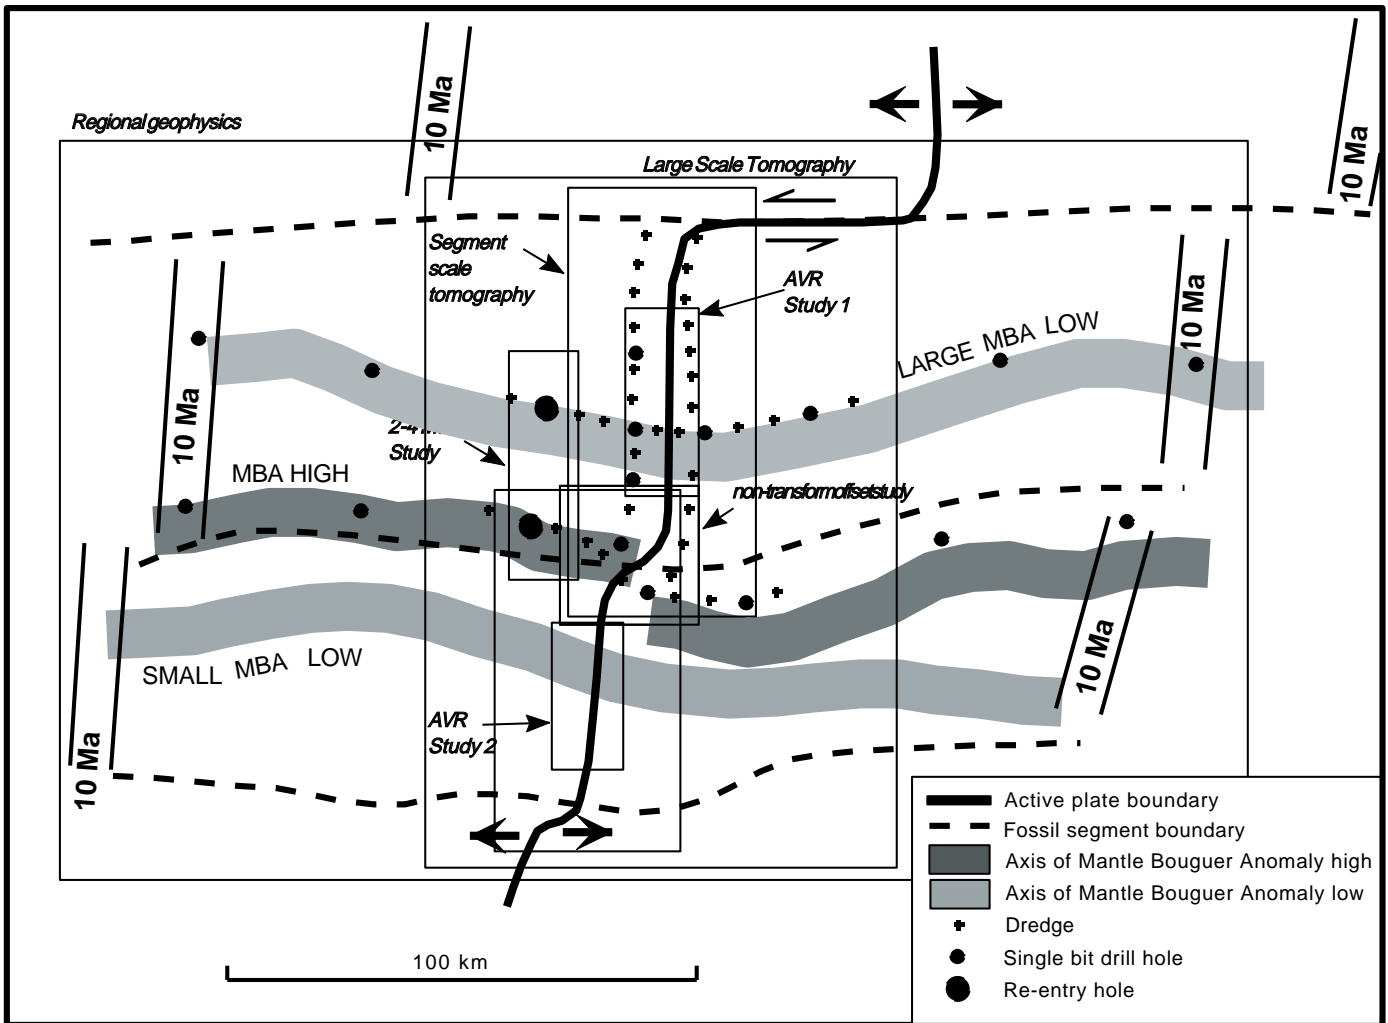 10 Ma
10 Ma
Regional geophysics
Large Scale Tomography
Segment
scale
tomography
AVR
Study 1
10 Ma
LARGE MBA LOW
10 Ma
2-4
Study
MBA HIGH
non-transform offset study
SMALL MBA LOW
10 Ma
AVR
Study 2
10 Ma
Active plate boundary
Fossil segment boundary
Axis of Mantle Bouguer Anomaly high
Axis of Mantle Bouguer Anomaly low
Dredge
Single bit drill hole
Re-entry hole
100 km